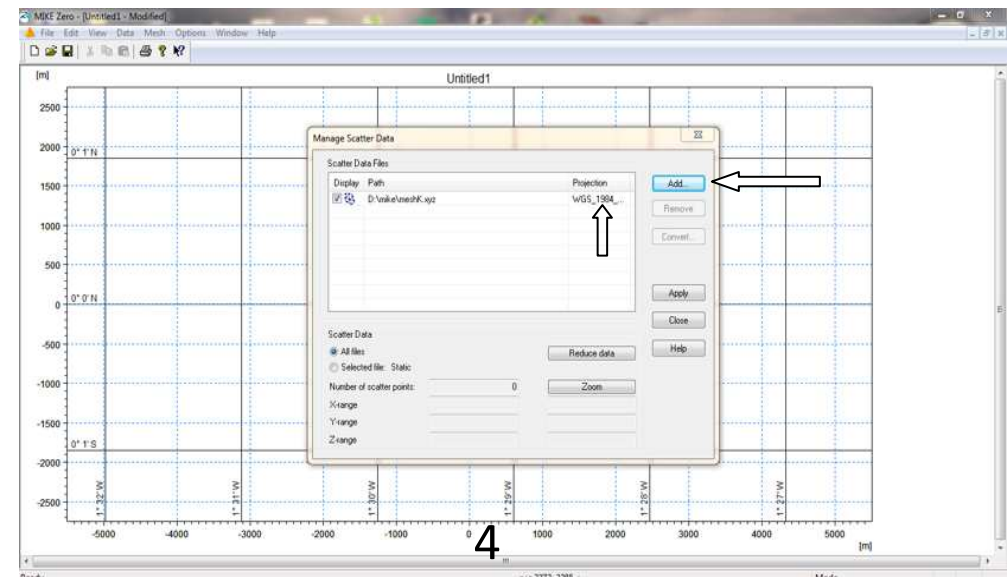 MIKE Zero - [Untitled1 - Modified]
File Edit View Data Mesh Options Window Help
[m] Untitled1
2500
2000
0° 1' N
1500
1000
500
0° 0' N
0
-500
-1000
-1500
0° 1' S
-2000
-2500
Manage Scatter Data
Scatter Data Files
Display Path Projection
D:\mike\meshK.xyz WGS_1984_...
Add...
Remove
Convert...
Apply
Close
Help
Scatter Data
All files
Reduce data
Selected file: Static
Number of scatter points: 0
Zoom
X-range
Y-range
Z-range
1° 32' W 1° 31' W 1° 30' W 1° 29' W 1° 28' W 1° 27' W
-5000 -4000 -3000 -2000 -1000 0 1000 2000 3000 4000 5000
[m]
4